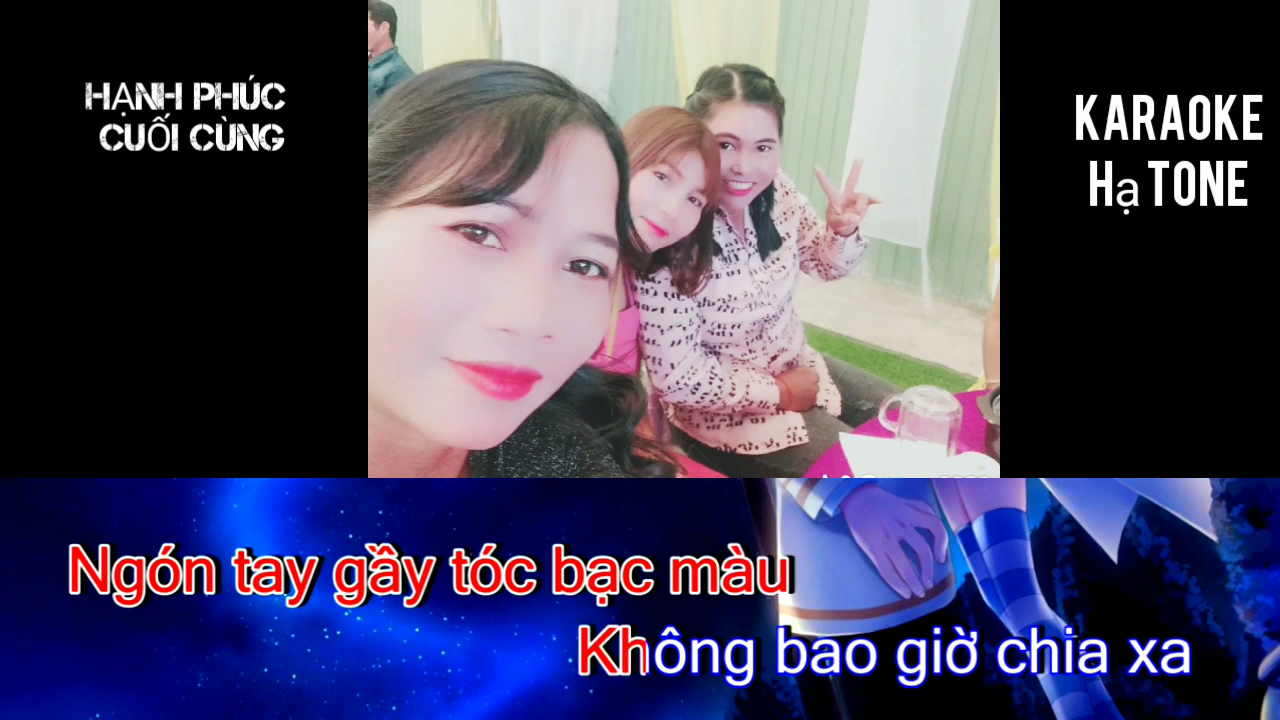 HẠNH PHÚC
CUỐI CÙNG
KARAOKE
Hạ TONE
Ngón tay gầy tóc bạc màu
Không bao giờ chia xa